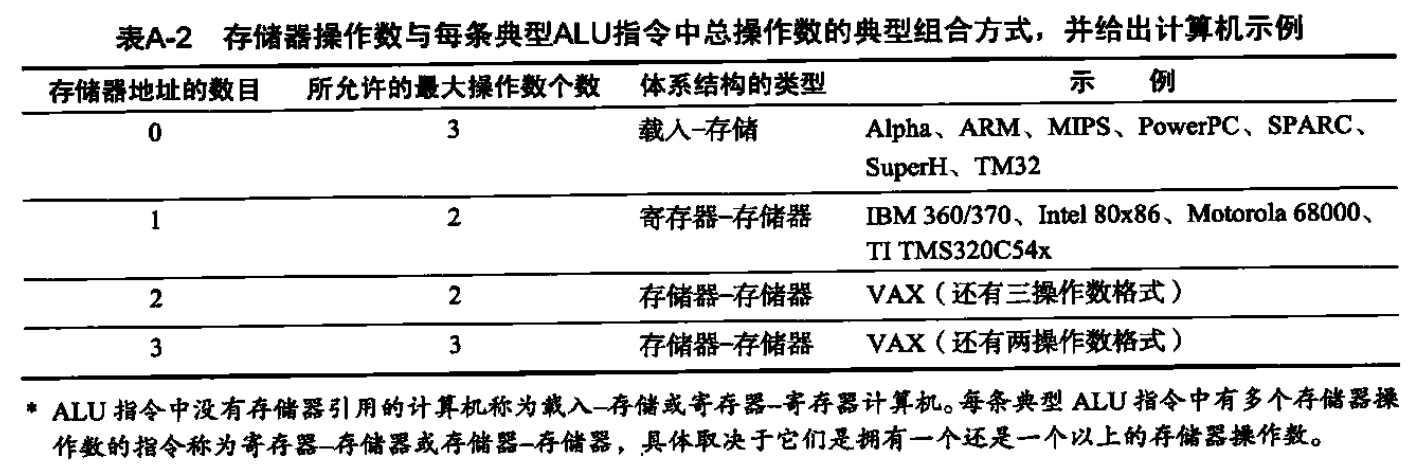 表A-2 存储器操作数与每条典型ALU指令中总操作数的典型组合方式，并给出计算机示例
存储器地址的数目 所允许的最大操作数个数 体系结构的类型 示 例
0 3 载入–存储 Alpha、ARM、MIPS、PowerPC、SPARC、
SuperH、TM32
1 2 寄存器–存储器 IBM 360/370、Intel 80x86、Motorola 68000、
TI TMS320C54x
2 2 存储器–存储器 VAX（还有三操作数格式）
3 3 存储器–存储器 VAX（还有两操作数格式）
* ALU 指令中没有存储器引用的计算机称为载入–存储或寄存器–寄存器计算机。每条典型 ALU 指令中有多个存储器操
作数的指令称为寄存器–存储器或存储器–存储器，具体取决于它们是拥有一个还是一个以上的存储器操作数。